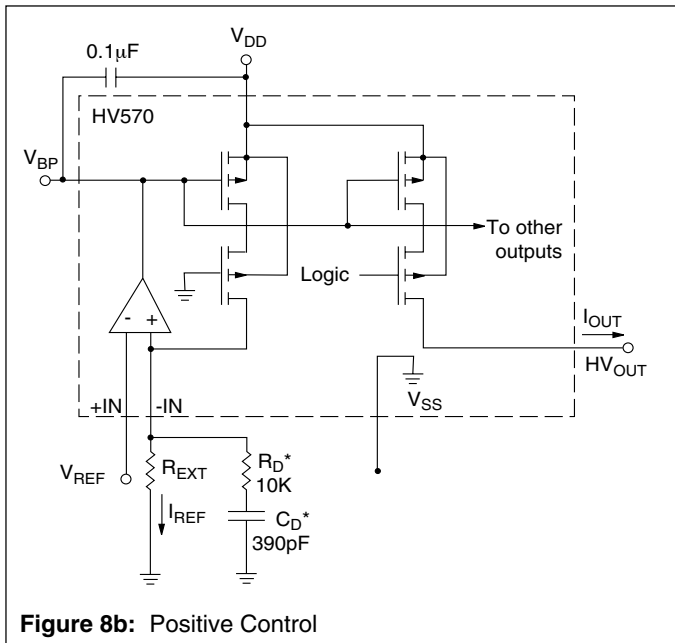 V_DD
0.1μF
HV570
V_BP
To other
outputs
Logic
- +
I_OUT
HV_OUT
V_SS
+IN -IN
V_REF
R_EXT
R_D*
10K
I_REF
C_D*
390pF
Figure 8b: Positive Control